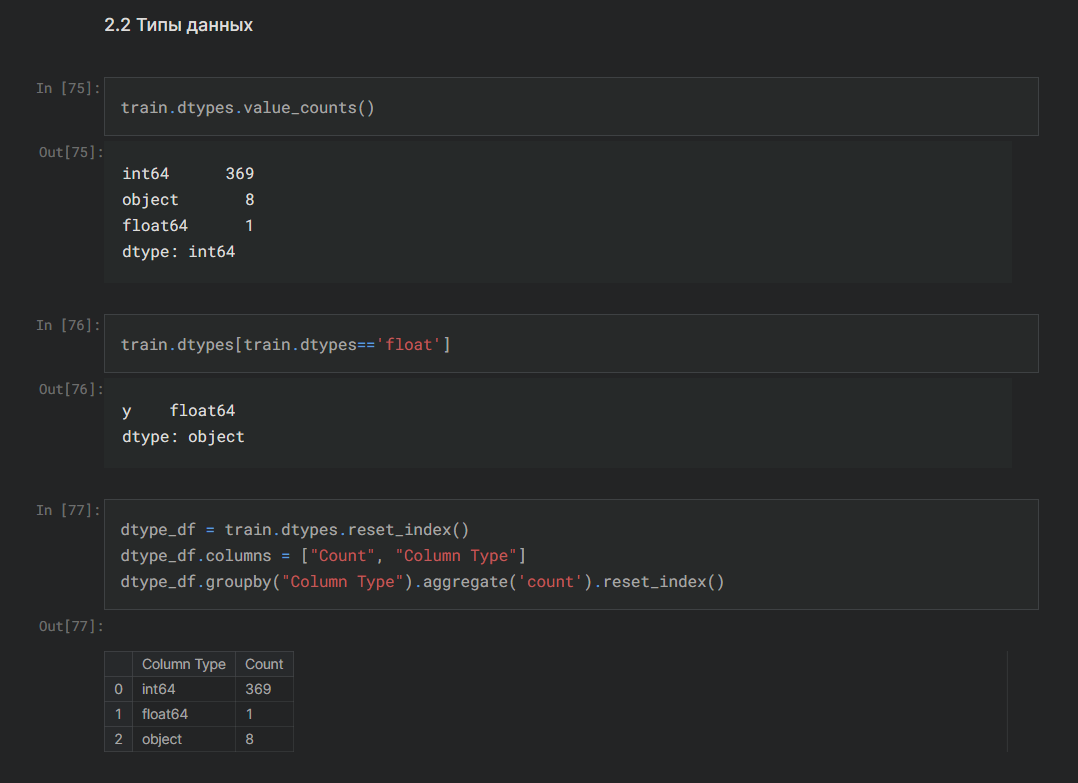 2.2 Типы данных
In [75]:
train.dtypes.value_counts()
Out[75]:
int64 369
object 8
float64 1
dtype: int64
In [76]:
train.dtypes[train.dtypes=='float']
Out[76]:
y float64
dtype: object
In [77]:
dtype_df = train.dtypes.reset_index()
dtype_df.columns = ["Count", "Column Type"]
dtype_df.groupby("Column Type").aggregate('count').reset_index()
Out[77]:
Column Type Count
0 int64 369
1 float64 1
2 object 8